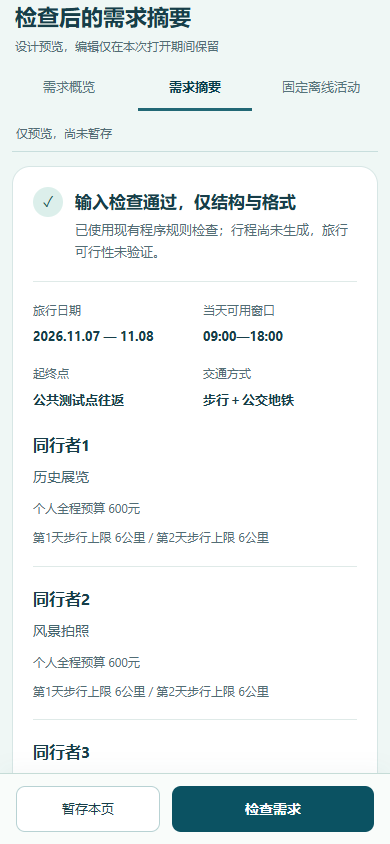 检查后的需求摘要
设计预览，编辑仅在本次打开期间保留
需求概览 需求摘要 固定离线活动
仅预览，尚未暂存
✓ 输入检查通过，仅结构与格式
已使用现有程序规则检查；行程尚未生成，旅行
可行性未验证。
旅行日期 当天可用窗口
2026.11.07 — 11.08 09:00—18:00
起终点 交通方式
公共测试点往返 步行 + 公交地铁
同行者1
历史展览
个人全程预算 600元
第1天步行上限 6公里 / 第2天步行上限 6公里
同行者2
风景拍照
个人全程预算 600元
第1天步行上限 6公里 / 第2天步行上限 6公里
同行者3
暂存本页 检查需求